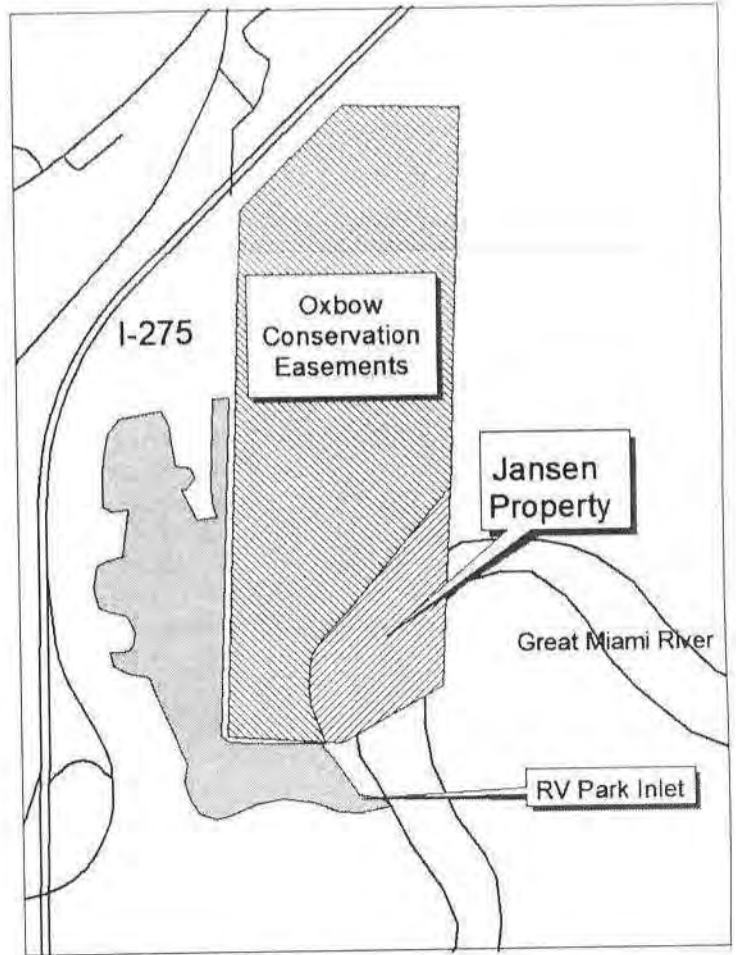 I-275
Oxbow
Conservation
Easements
Jansen
Property
Great Miami River
RV Park Inlet